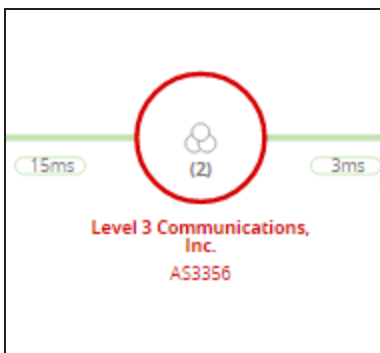 (2)
15ms
3ms
Level 3 Communications,
Inc.
AS3356